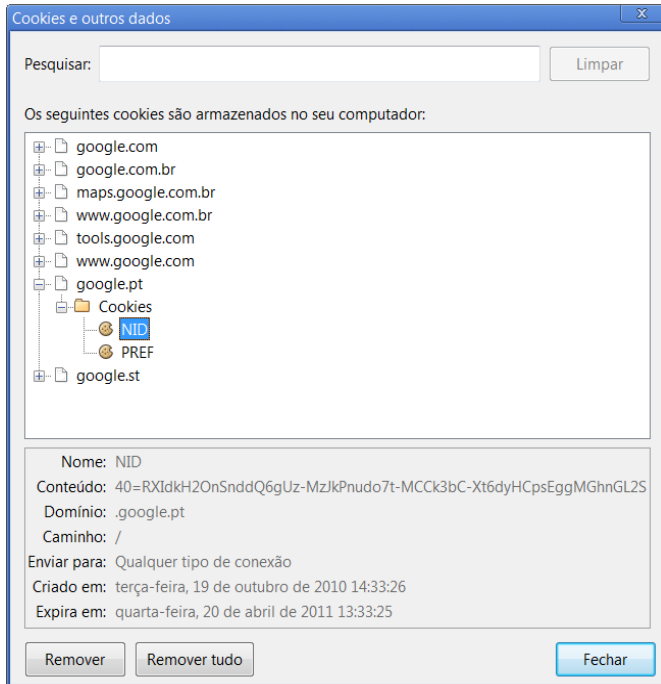 Cookies e outros dados
Pesquisar:
Limpar
Os seguintes cookies são armazenados no seu computador:
google.com
google.com.br
maps.google.com.br
www.google.com.br
tools.google.com
www.google.com
google.pt
Cookies
NID
PREF
google.st
Nome: NID
Conteúdo: 40=RXIdkH2OnSnddQ6gUz-MzJkPnudo7t-MCCk3bC-Xt6dyHCpsEggMGhnGL2S
Domínio: .google.pt
Caminho: /
Enviar para: Qualquer tipo de conexão
Criado em: terça-feira, 19 de outubro de 2010 14:33:26
Expira em: quarta-feira, 20 de abril de 2011 13:33:25
Remover Remover tudo Fechar